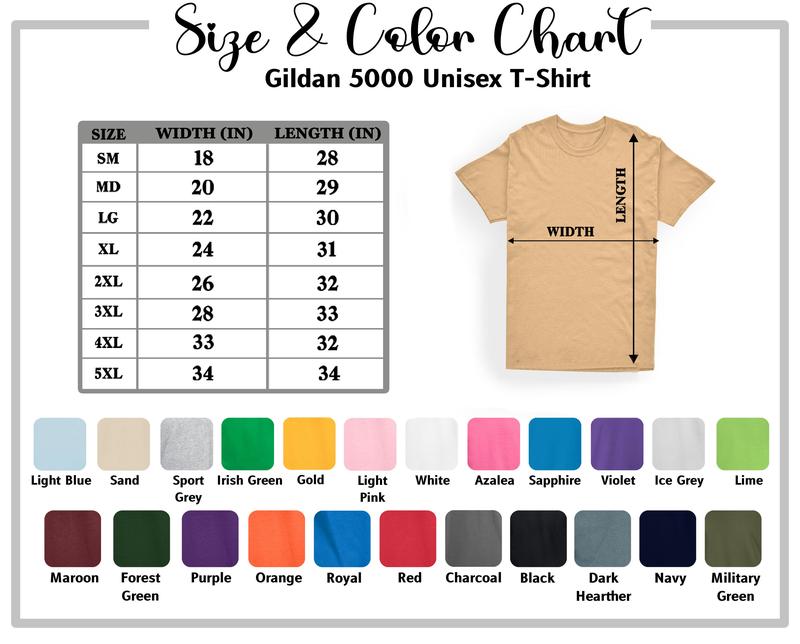 Size & Color Chart
Gildan 5000 Unisex T-Shirt
SIZE WIDTH (IN) LENGTH (IN)
SM 18 28
MD 20 29
LG 22 30
XL 24 31
2XL 26 32
3XL 28 33
4XL 33 32
5XL 34 34
LENGTH
WIDTH
Light Blue Sand Sport Grey Irish Green Gold Light Pink White Azalea Sapphire Violet Ice Grey Lime
Maroon Forest Green Purple Orange Royal Red Charcoal Black Dark Hearther Navy Military Green